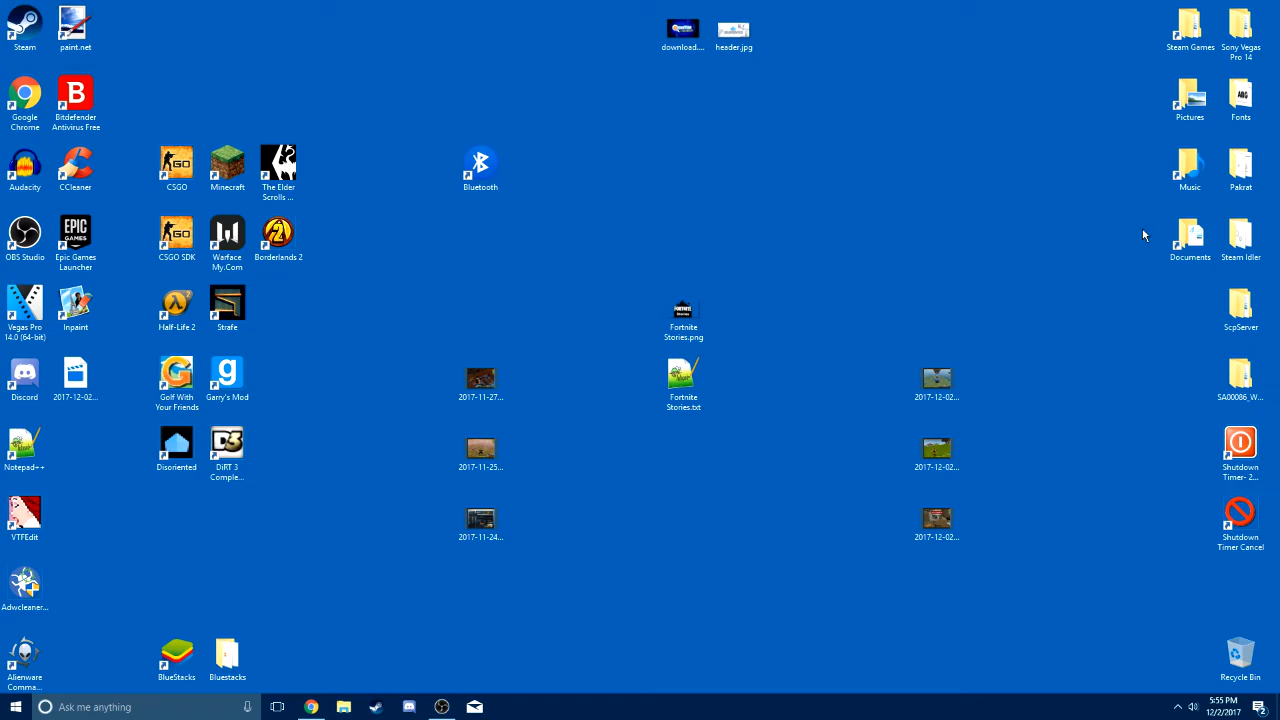 Steam
paint.net
download....
header.jpg
Steam Games
Sony Vegas
Pro 14
Google
Chrome
Bitdefender
Antivirus Free
Pictures
Fonts
Audacity
CCleaner
CSGO
Minecraft
The Elder
Scrolls ...
Bluetooth
Music
Pakrat
OBS Studio
Epic Games
Launcher
CSGO SDK
Warface
My.Com
Borderlands 2
Documents
Steam Idler
Vegas Pro
14.0 (64-bit)
Inpaint
Half-Life 2
Strafe
Fortnite
Stories.png
ScpServer
Discord
2017-12-02...
Golf With
Your Friends
Garry's Mod
2017-11-27...
Fortnite
Stories.txt
2017-12-02...
SA00086_W...
Notepad++
Disoriented
DiRT 3
Comple...
2017-11-25...
2017-12-02...
Shutdown
Timer- 2...
VTFEdit
2017-11-24...
2017-12-02...
Shutdown
Timer Cancel
Adwcleaner...
Alienware
Comma...
BlueStacks
Bluestacks
Recycle Bin
Ask me anything
5:55 PM
12/2/2017
2